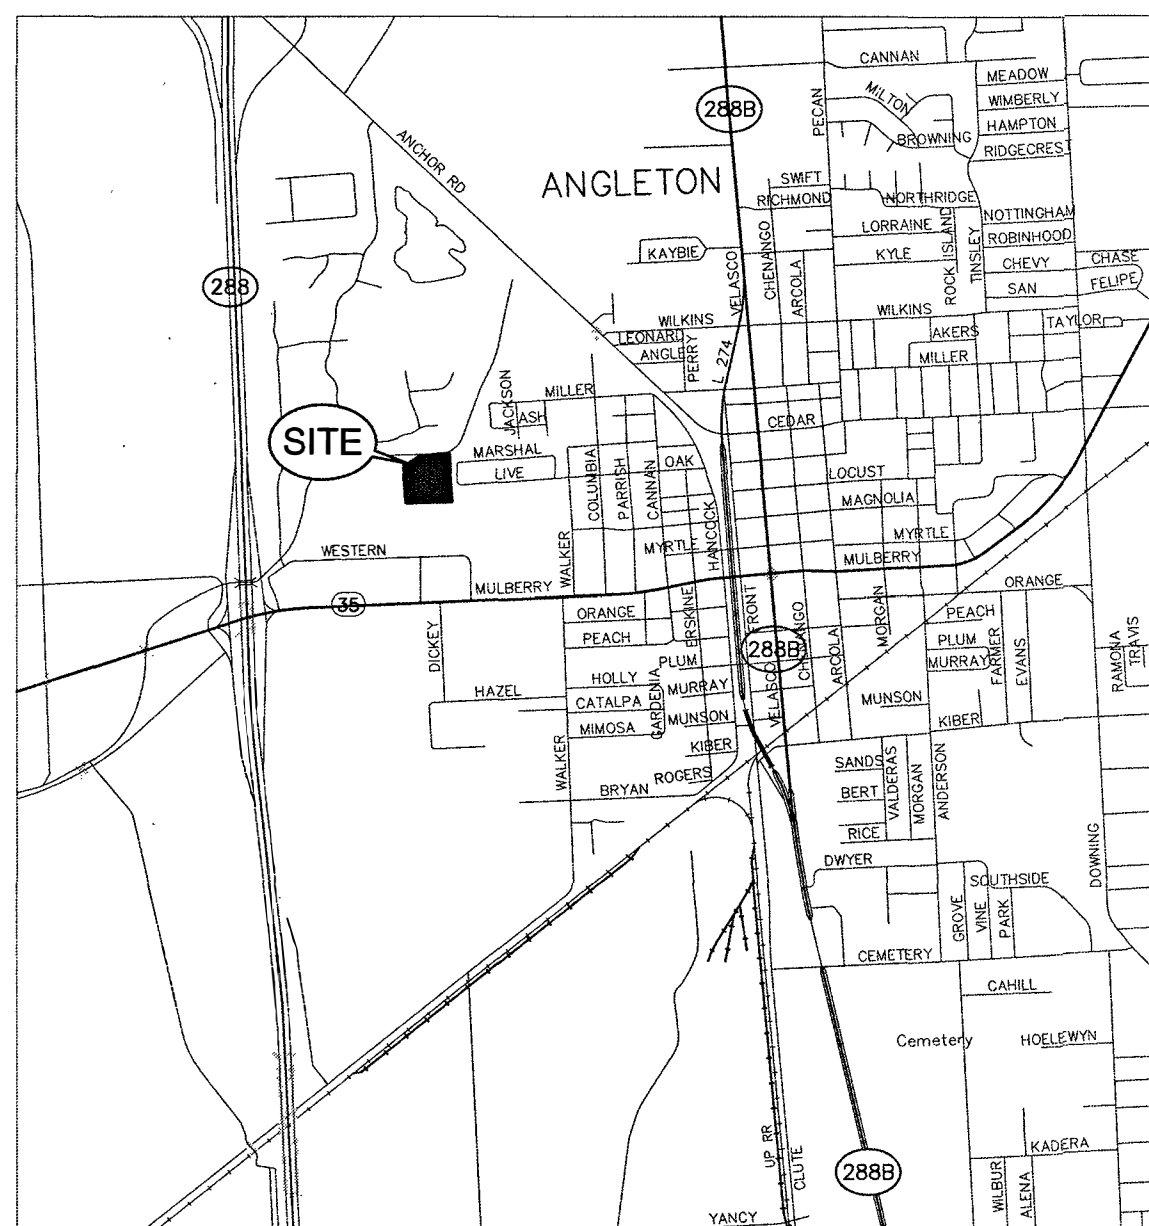 CANNAN
MEADOW
288B
PECAN
MILTON
WIMBERLY
HAMPTON
BROWNING
RIDGECREST
ANCHOR RD
ANGLETON
SWIFT
RICHMOND
NORTHRIDGE
LORRAINE
ROCK ISLAND
TINSLEY
NOTTINGHAM
ROBINHOOD
KAYBIE
VELASCO
CHENANGO
ARCOLA
KYLE
CHEVY
CHASE
SAN
FELIPE
288
WILKINS
WILKINS
TAYLOR
LEONARD
ANGLE
PERRY
L 274
AKERS
MILLER
JACKSON
MILLER
ASH
CEDAR
SITE
MARSHAL
LIVE
COLUMBIA
PARRISH
CANNAN
OAK
LOCUST
MAGNOLIA
HANCOCK
MYRTLE
MYRTLE
WESTERN
WALKER
MULBERRY
MULBERRY
ORANGE
35
ORANGE
PEACH
ERSKINE
FRONT
CHENANGO
ARCOLA
MORGAN
PEACH
PLUM
MURRAY
FARMER
EVANS
RAMONA
TRAVIS
DICKEY
288B
PLUM
HOLLY
HAZEL
CATALPA
MIMOSA
GARDENIA
MURRAY
MUNSON
VELASCO
MUNSON
KIBER
KIBER
WALKER
ROGERS
BRYAN
SANDS
BERT
RICE
VALDERAS
MORGAN
ANDERSON
DWYER
SOUTHSIDE
DOWNING
GROVE
VINE
PARK
CEMETERY
CAHILL
Cemetery
HOELEWYN
UP RR
CLUTE
288B
KADERA
WILBUR
ALENA
YANCY